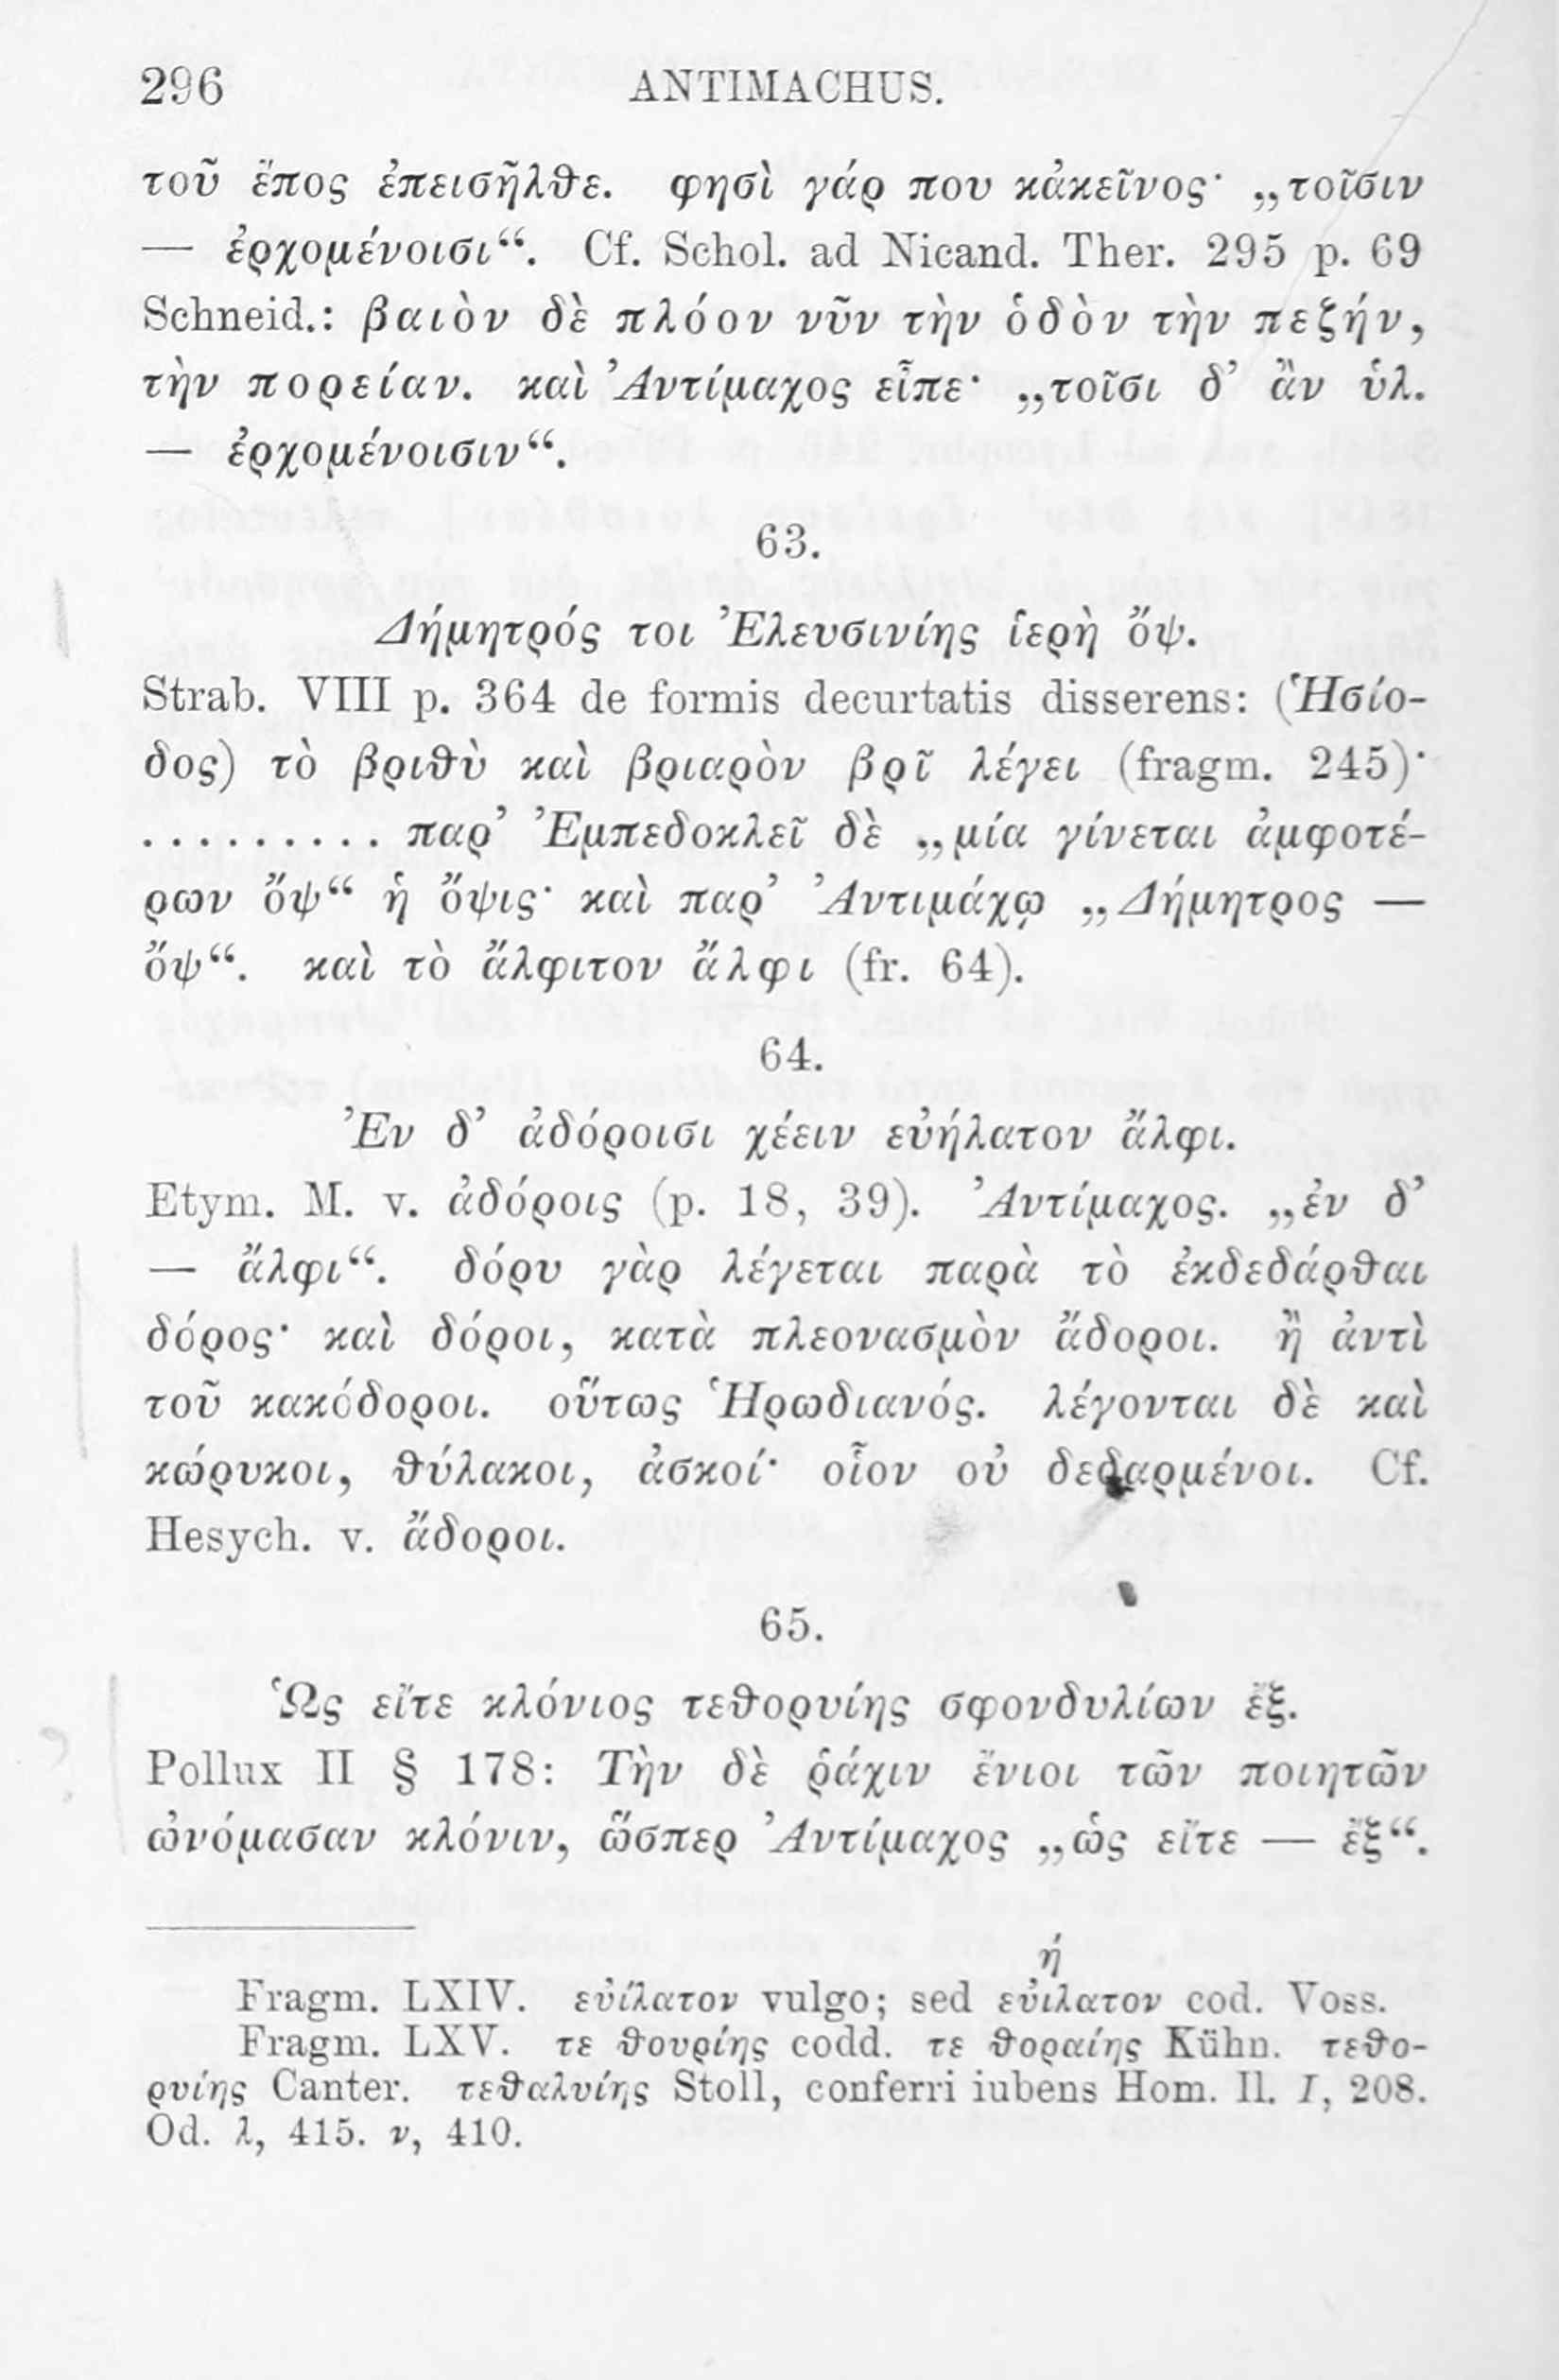 296 ANTIMACHUS.
τοῦ ἔπος ἐπεισῆλθε. φησὶ γάρ που κἀκεῖνος· „τοῖσιν
— ἐρχομένοισι“. Cf. Schol. ad Nicand. Ther. 295 p. 69
Schneid.: βαιὸν δὲ πλόον νῦν τὴν ὁδὸν τὴν πεζήν,
τὴν πορείαν. καὶ Ἀντίμαχος εἶπε· „τοῖσι δ’ ἂν ὑλ.
— ἐρχομένοισιν“.
63.
Δήμητρός τοι Ἐλευσινίης ἱερὴ ὄψ.
Strab. VIII p. 364 de formis decurtatis disserens: (Ἡσίο-
δος) τὸ βριθὺ καὶ βριαρὸν βρῖ λέγει (fragm. 245)·
.......... παρ’ Ἐμπεδοκλεῖ δὲ „μία γίνεται ἀμφοτέ-
ρων ὄψ“ ἡ ὄψις· καὶ παρ’ Ἀντιμάχῳ „Δήμητρος —
ὄψ“. καὶ τὸ ἄλφιτον ἄλφι (fr. 64).
64.
Ἐν δ’ ἀδόροισι χέειν εὐήλατον ἄλφι.
Etym. M. v. ἀδόροις (p. 18, 39). Ἀντίμαχος. „ἐν δ’
— ἄλφι“. δόρυ γὰρ λέγεται παρὰ τὸ ἐκδεδάρθαι
δόρος· καὶ δόροι, κατὰ πλεονασμὸν ἄδοροι. ἢ ἀντὶ
τοῦ κακόδοροι. οὕτως Ἡρωδιανός. λέγονται δὲ καὶ
κώρυκοι, θύλακοι, ἀσκοί· οἷον οὐ δεδαρμένοι. Cf.
Hesych. v. ἄδοροι.
65.
Ὡς εἴτε κλόνιος τεθορυίης σφονδυλίων ἕξ.
Pollux II § 178: Τὴν δὲ ῥάχιν ἔνιοι τῶν ποιητῶν
ὠνόμασαν κλόνιν, ὥσπερ Ἀντίμαχος „ὡς εἴτε — ἕξ“.
ή
Fragm. LXIV. εὐίλατον vulgo; sed εὐιλατον cod. Voss.
Fragm. LXV. τε θουρίης codd. τε θοραίης Kühn. τεθο-
ρυίης Canter. τεθαλυίης Stoll, conferri iubens Hom. Il. I, 208.
Od. λ, 415. ν, 410.